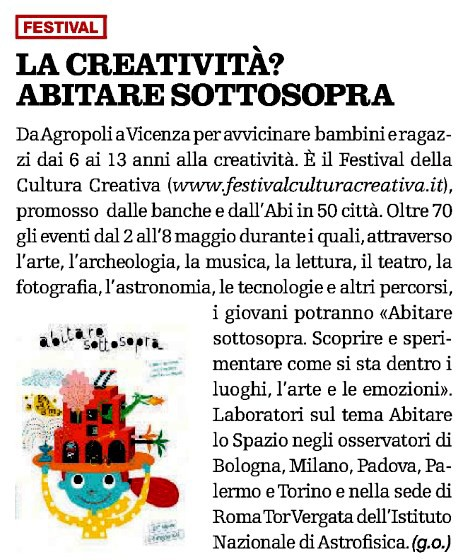 FESTIVAL
LA CREATIVITÀ?
ABITARE SOTTOSOPRA
Da Agropoli a Vicenza per avvicinare bambini e ragaz-
zi dai 6 ai 13 anni alla creatività. È il Festival della
Cultura Creativa (www.festivalculturacreativa.it),
promosso dalle banche e dall'Abi in 50 città. Oltre 70
gli eventi dal 2 all'8 maggio durante i quali, attraverso
l'arte, l'archeologia, la musica, la lettura, il teatro, la
fotografia, l'astronomia, le tecnologie e altri percorsi,
i giovani potranno «Abitare
sottosopra. Scoprire e speri-
mentare come si sta dentro i
luoghi, l'arte e le emozioni».
Laboratori sul tema Abitare
lo Spazio negli osservatori di
Bologna, Milano, Padova, Pa-
lermo e Torino e nella sede di
Roma Tor Vergata dell'Istituto
Nazionale di Astrofisica. (g.o.)
abitare
sottosopra